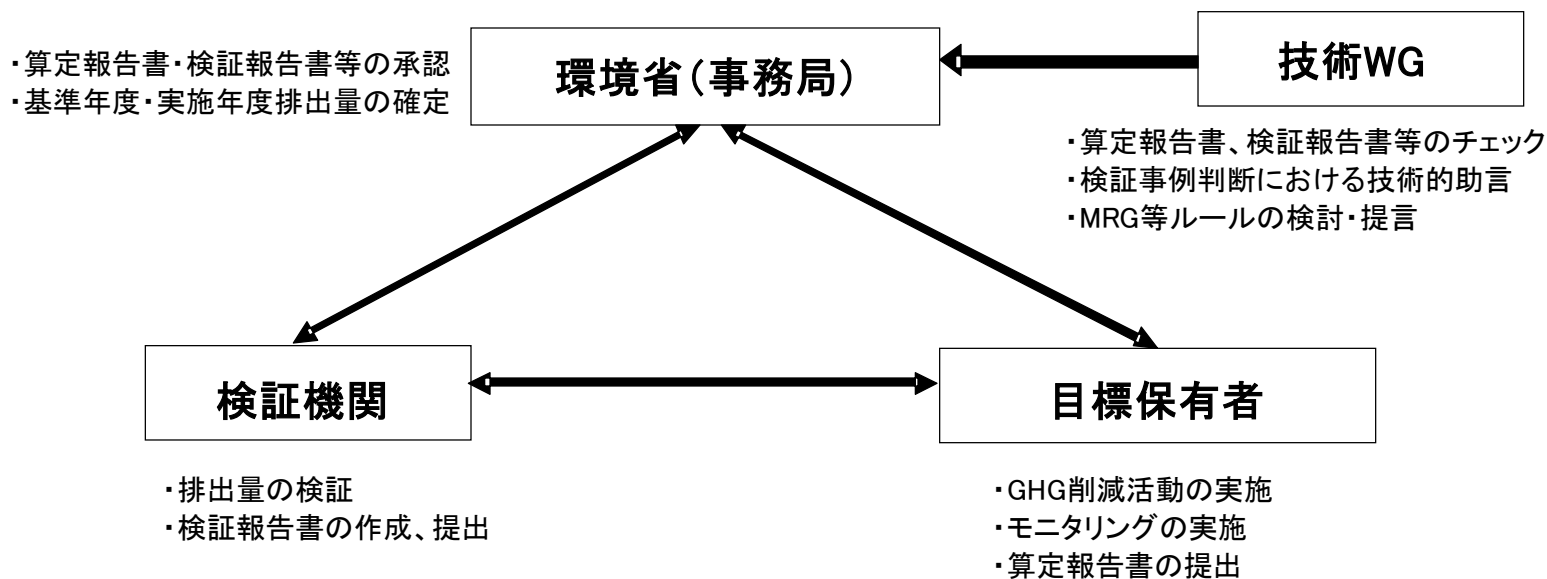 ・算定報告書・検証報告書等の承認
・基準年度・実施年度排出量の確定
環境省(事務局)
技術WG
・算定報告書、検証報告書等のチェック
・検証事例判断における技術的助言
・MRG等ルールの検討・提言
検証機関
目標保有者
・排出量の検証
・検証報告書の作成、提出
・GHG削減活動の実施
・モニタリングの実施
・算定報告書の提出